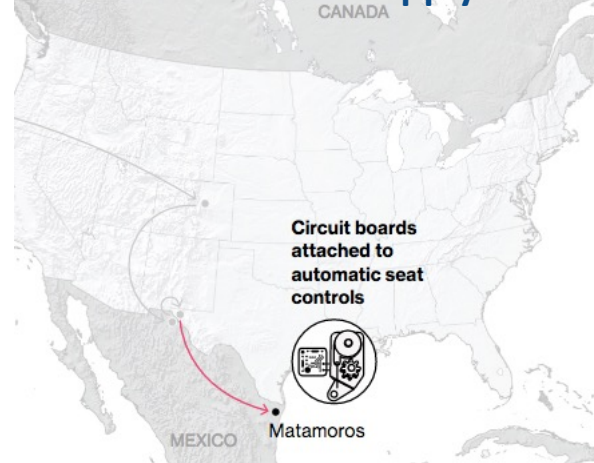 CANADA
Circuit boards
attached to
automatic seat
controls
Matamoros
MEXICO